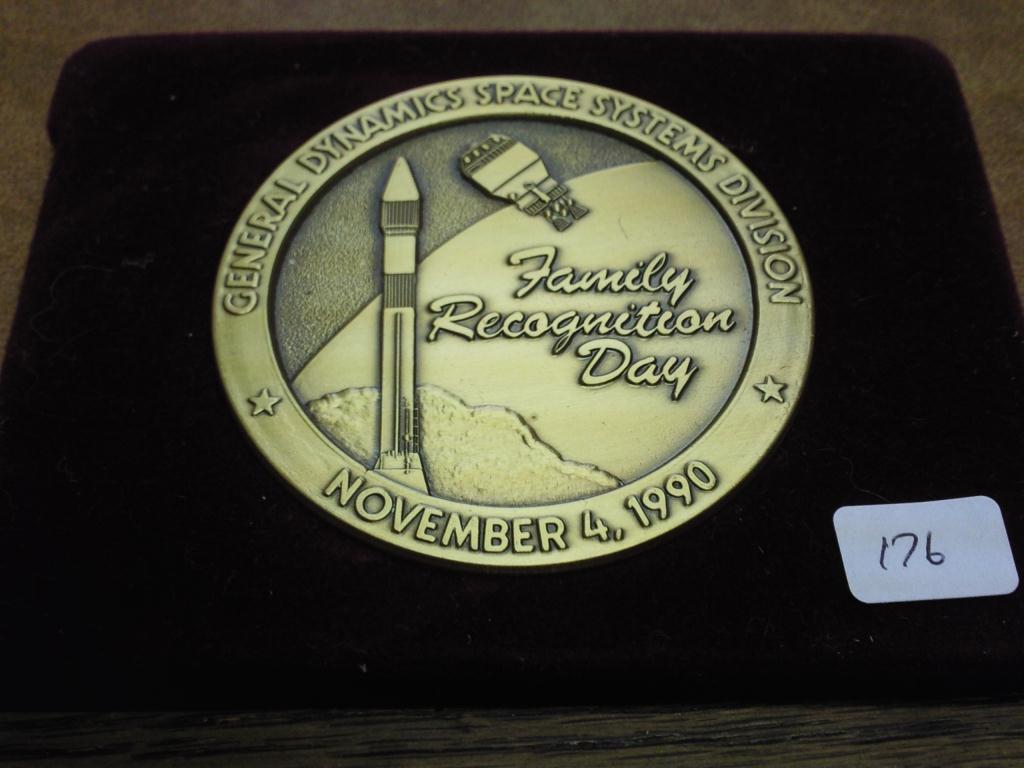 GENERAL DYNAMICS SPACE SYSTEMS DIVISION
Family
Recognition
Day
NOVEMBER 4, 1990
176